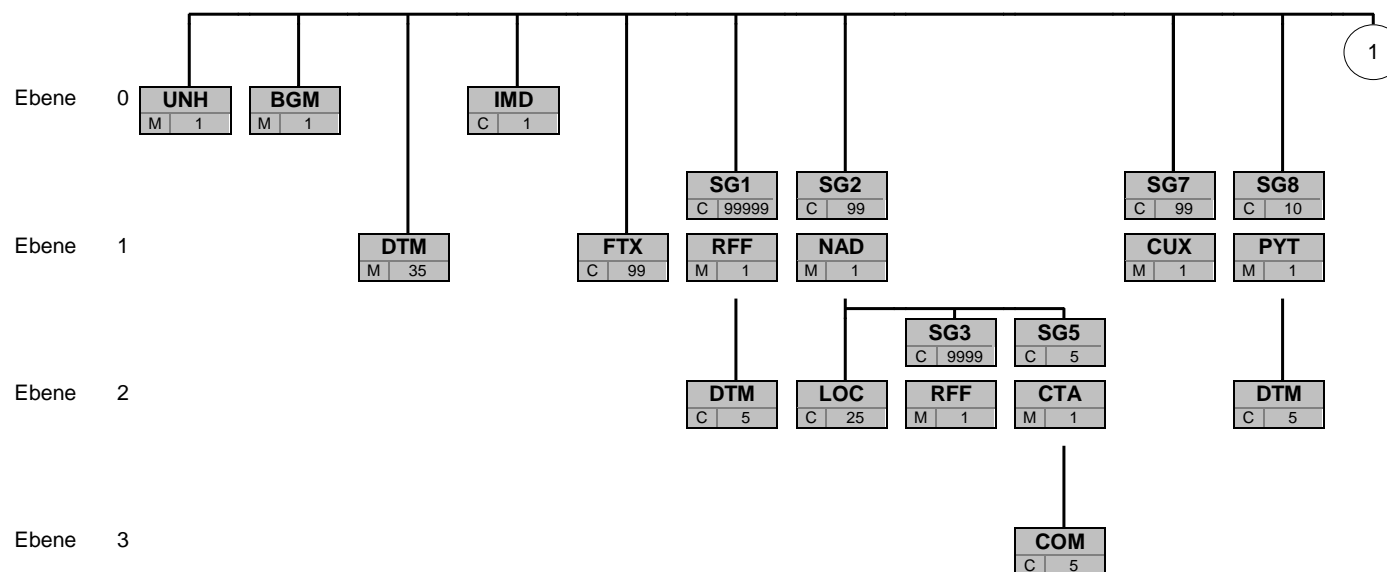 1
Ebene 0 UNH BGM IMD
M 1 M 1 C 1
SG1 SG2 SG7 SG8
C 99999 C 99 C 99 C 10
Ebene 1 DTM FTX RFF NAD CUX PYT
M 35 C 99 M 1 M 1 M 1 M 1
SG3 SG5
C 9999 C 5
Ebene 2 DTM LOC RFF CTA DTM
C 5 C 25 M 1 M 1 C 5
Ebene 3 COM
C 5